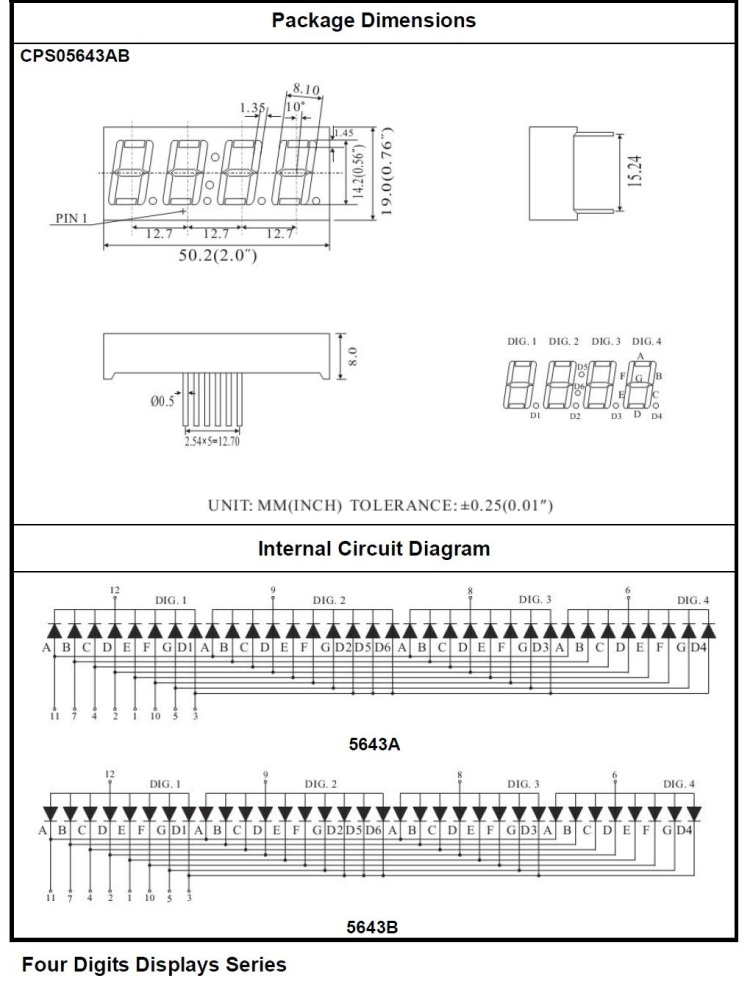 Package Dimensions
CPS05643AB
8.10
1.35 10°
1.45
14.2(0.56")
19.0(0.76")
15.24
PIN 1
12.7 12.7 12.7
50.2(2.0")
8.0
Ø0.5
2.54×5=12.70
DIG. 1 DIG. 2 DIG. 3 DIG. 4
A
D5
F G B
D6
E C
D1 D2 D3 D D4
UNIT: MM(INCH) TOLERANCE: ±0.25(0.01")
Internal Circuit Diagram
12 9 8 6
DIG. 1 DIG. 2 DIG. 3 DIG. 4
A B C D E F G D1 A B C D E F G D2 D5 D6 A B C D E F G D3 A B C D E F G D4
11 7 4 2 1 10 5 3
5643A
12 9 8 6
DIG. 1 DIG. 2 DIG. 3 DIG. 4
A B C D E F G D1 A B C D E F G D2 D5 D6 A B C D E F G D3 A B C D E F G D4
11 7 4 2 1 10 5 3
5643B
Four Digits Displays Series